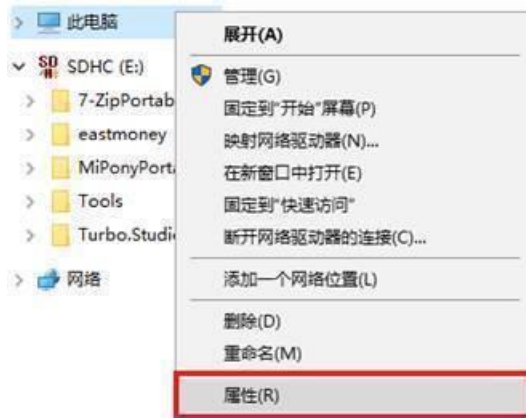 此电脑
SDHC (E:)
7-ZipPortab
eastmoney
MiPonyPort
Tools
Turbo.Studi
网络
展开(A)
管理(G)
固定到"开始"屏幕(P)
映射网络驱动器(N)...
在新窗口中打开(E)
固定到"快速访问"
断开网络驱动器的连接(C)...
添加一个网络位置(L)
删除(D)
重命名(M)
属性(R)